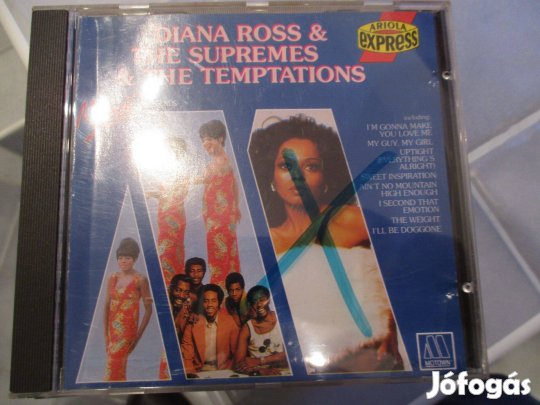 DIANA ROSS &
THE SUPREMES
& THE TEMPTATIONS
ARIOLA
express
including:
I'M GONNA MAKE
YOU LOVE ME
MY GUY, MY GIRL
UPTIGHT
(EVERYTHING'S
ALRIGHT)
SWEET INSPIRATION
AIN'T NO MOUNTAIN
HIGH ENOUGH
I SECOND THAT
EMOTION
THE WEIGHT
I'LL BE DOGGONE
M
MOTOWN
Jófogás